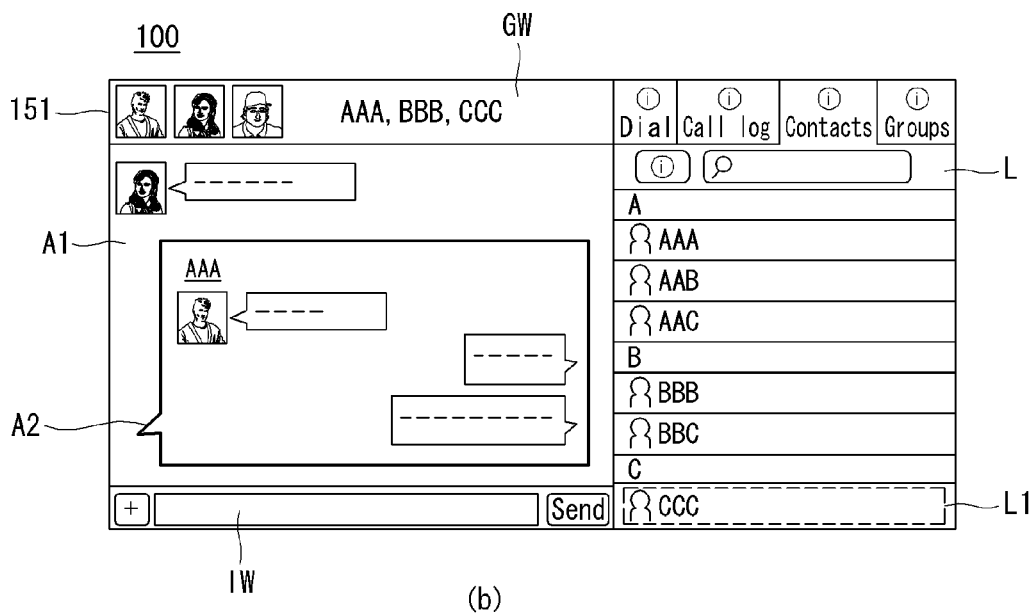 100
GW
151
AAA, BBB, CCC
Dial
Call log
Contacts
Groups
L
A
A1
AAA
AAA
AAB
AAC
B
BBB
A2
BBC
C
+
Send
CCC
L1
IW
(b)